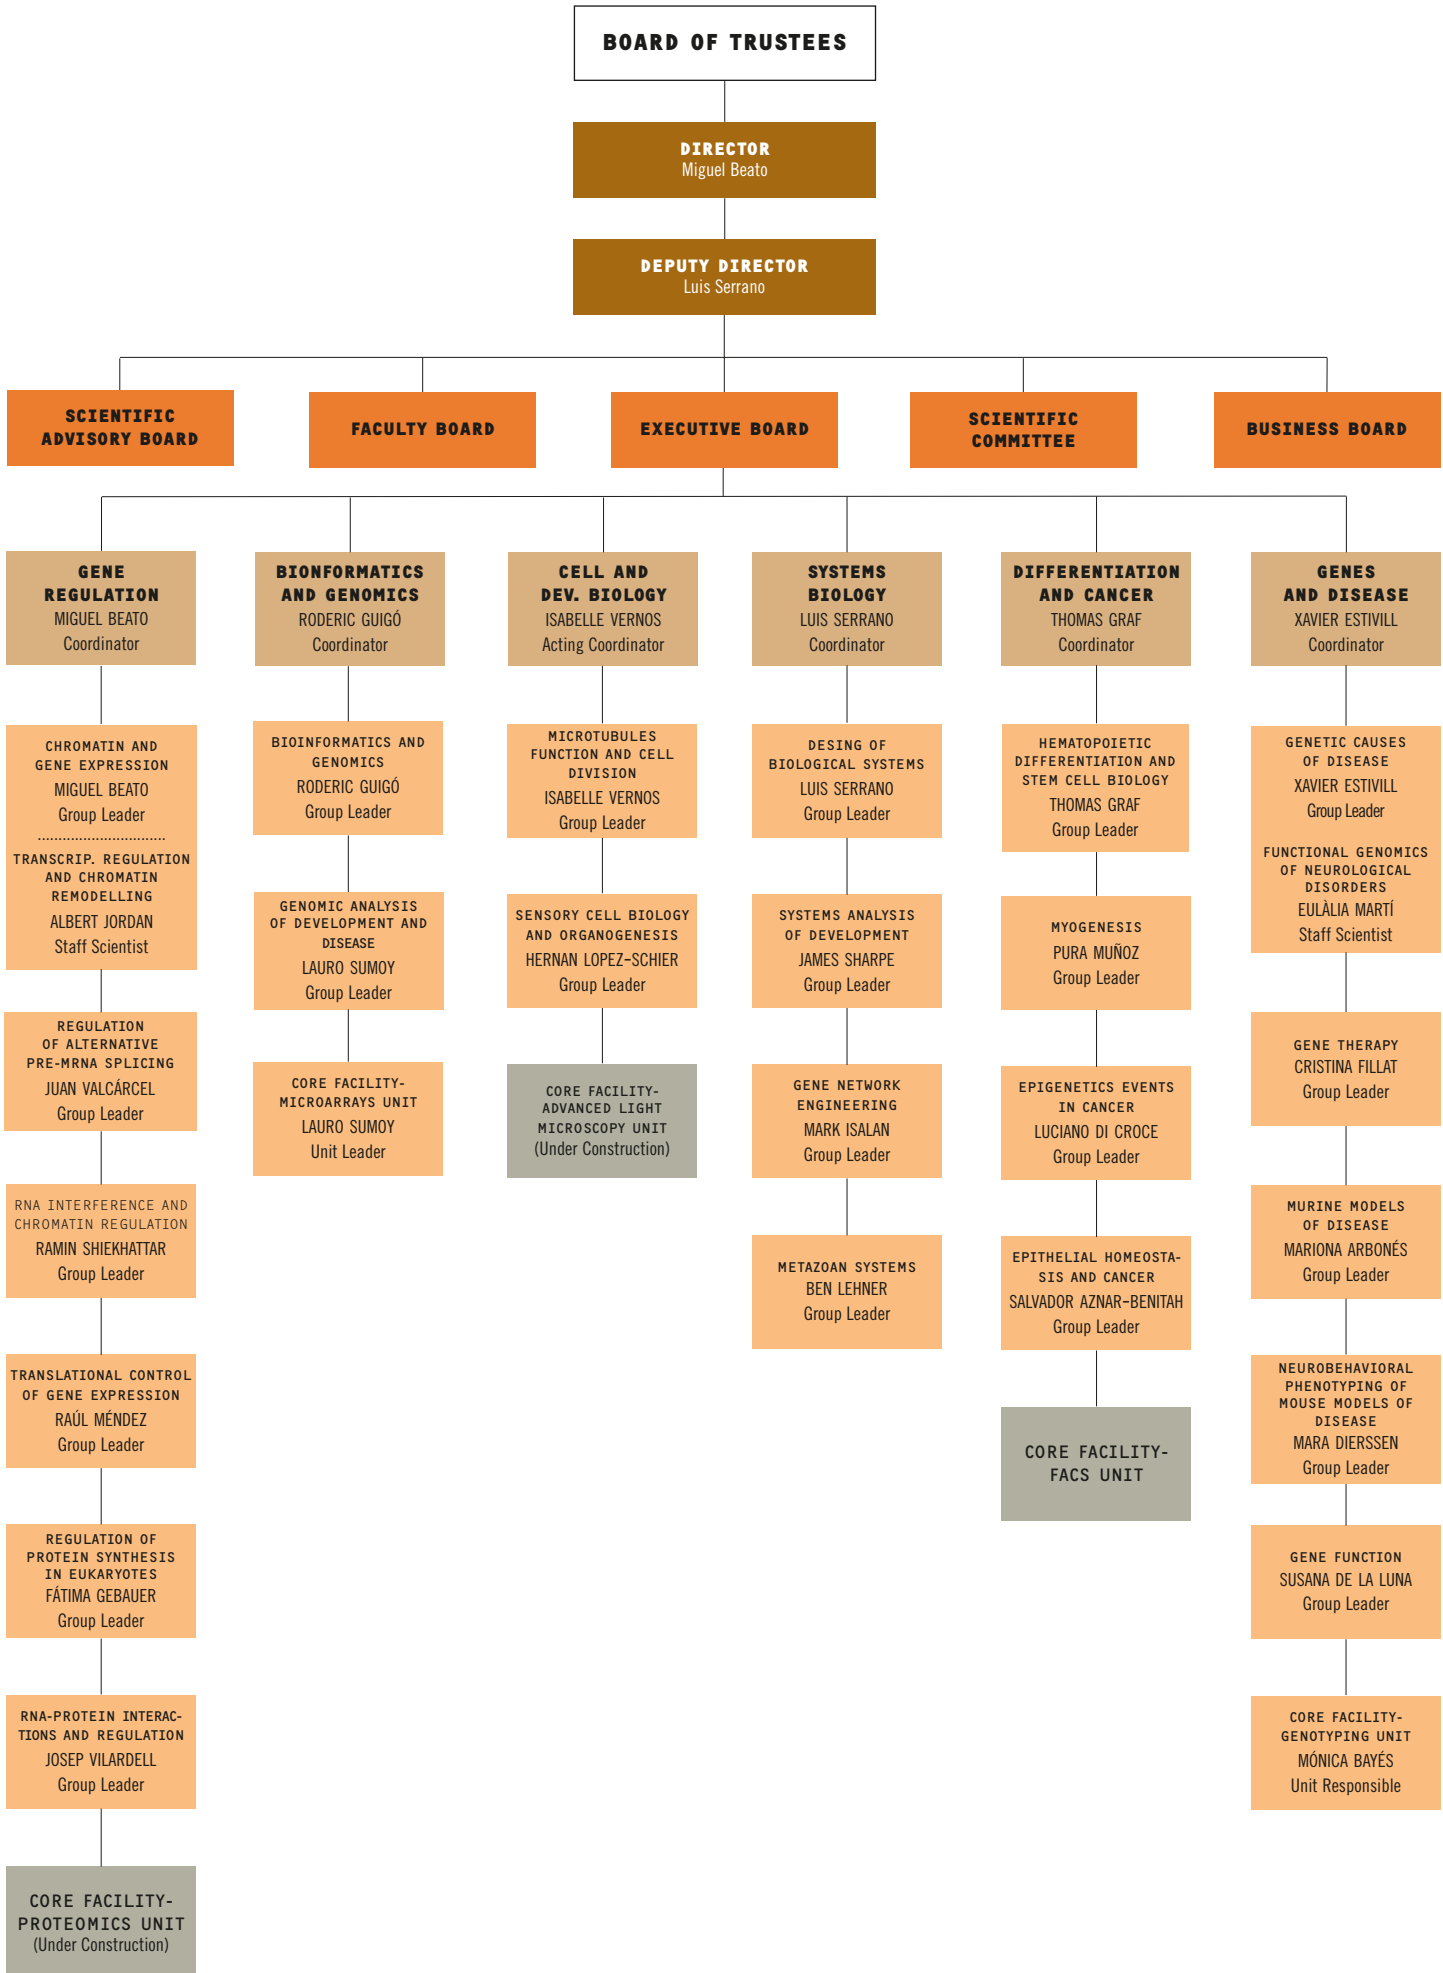 BOARD OF TRUSTEES
DIRECTOR
Miguel Beato
DEPUTY DIRECTOR
Luis Serrano
SCIENTIFIC
ADVISORY BOARD
FACULTY BOARD
EXECUTIVE BOARD
SCIENTIFIC
COMMITTEE
BUSINESS BOARD
GENE
REGULATION
MIGUEL BEATO
Coordinator
CHROMATIN AND
GENE EXPRESSION
MIGUEL BEATO
Group Leader
TRANSCRIP. REGULATION
AND CHROMATIN
REMODELLING
ALBERT JORDAN
Staff Scientist
REGULATION
OF ALTERNATIVE
PRE-MRNA SPLICING
JUAN VALCÁRCEL
Group Leader
RNA INTERFERENCE AND
CHROMATIN REGULATION
RAMIN SHIEKHATTAR
Group Leader
TRANSLATIONAL CONTROL
OF GENE EXPRESSION
RAÚL MÉNDEZ
Group Leader
REGULATION OF
PROTEIN SYNTHESIS
IN EUKARYOTES
FÁTIMA GEBAUER
Group Leader
RNA-PROTEIN INTERAC-
TIONS AND REGULATION
JOSEP VILARDELL
Group Leader
CORE FACILITY-
PROTEOMICS UNIT
(Under Construction)
BIONFORMATICS
AND GENOMICS
RODERIC GUIGÓ
Coordinator
BIOINFORMATICS AND
GENOMICS
RODERIC GUIGÓ
Group Leader
GENOMIC ANALYSIS
OF DEVELOPMENT AND
DISEASE
LAURO SUMOY
Group Leader
CORE FACILITY-
MICROARRAYS UNIT
LAURO SUMOY
Unit Leader
CELL AND
DEV. BIOLOGY
ISABELLE VERNOS
Acting Coordinator
MICROTUBULES
FUNCTION AND CELL
DIVISION
ISABELLE VERNOS
Group Leader
SENSORY CELL BIOLOGY
AND ORGANOGENESIS
HERNAN LOPEZ-SCHIER
Group Leader
CORE FACILITY-
ADVANCED LIGHT
MICROSCOPY UNIT
(Under Construction)
SYSTEMS
BIOLOGY
LUIS SERRANO
Coordinator
DESING OF
BIOLOGICAL SYSTEMS
LUIS SERRANO
Group Leader
SYSTEMS ANALYSIS
OF DEVELOPMENT
JAMES SHARPE
Group Leader
GENE NETWORK
ENGINEERING
MARK ISALAN
Group Leader
METAZOAN SYSTEMS
BEN LEHNER
Group Leader
DIFFERENTIATION
AND CANCER
THOMAS GRAF
Coordinator
HEMATOPOIETIC
DIFFERENTIATION AND
STEM CELL BIOLOGY
THOMAS GRAF
Group Leader
MYOGENESIS
PURA MUÑOZ
Group Leader
EPIGENETICS EVENTS
IN CANCER
LUCIANO DI CROCE
Group Leader
EPITHELIAL HOMEOSTA-
SIS AND CANCER
SALVADOR AZNAR-BENITAH
Group Leader
CORE FACILITY-
FACS UNIT
GENES
AND DISEASE
XAVIER ESTIVILL
Coordinator
GENETIC CAUSES
OF DISEASE
XAVIER ESTIVILL
Group Leader
FUNCTIONAL GENOMICS
OF NEUROLOGICAL
DISORDERS
EULÀLIA MARTÍ
Staff Scientist
GENE THERAPY
CRISTINA FILLAT
Group Leader
MURINE MODELS
OF DISEASE
MARIONA ARBONÉS
Group Leader
NEUROBEHAVIORAL
PHENOTYPING OF
MOUSE MODELS OF
DISEASE
MARA DIERSSEN
Group Leader
GENE FUNCTION
SUSANA DE LA LUNA
Group Leader
CORE FACILITY-
GENOTYPING UNIT
MÓNICA BAYÉS
Unit Responsible